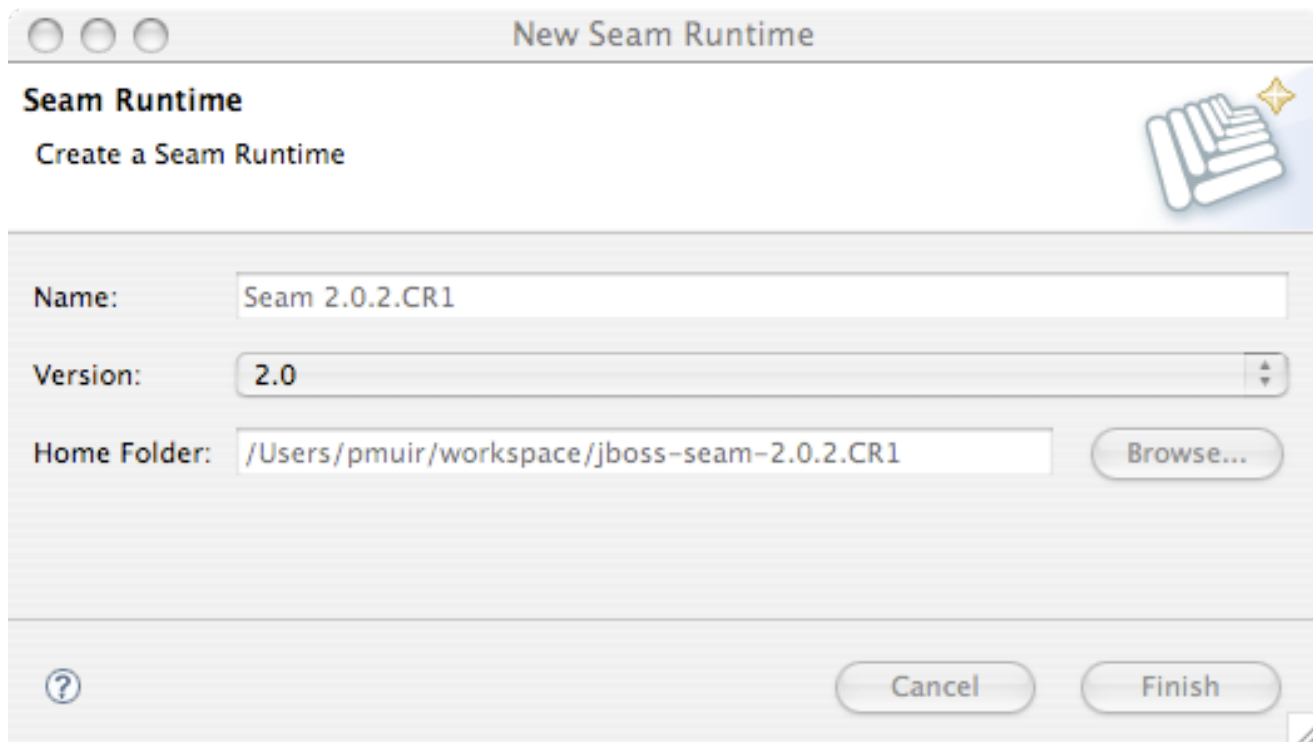 New Seam Runtime
Seam Runtime
Create a Seam Runtime
Name: Seam 2.0.2.CR1
Version: 2.0
Home Folder: /Users/pmuir/workspace/jboss-seam-2.0.2.CR1 Browse...
? Cancel Finish